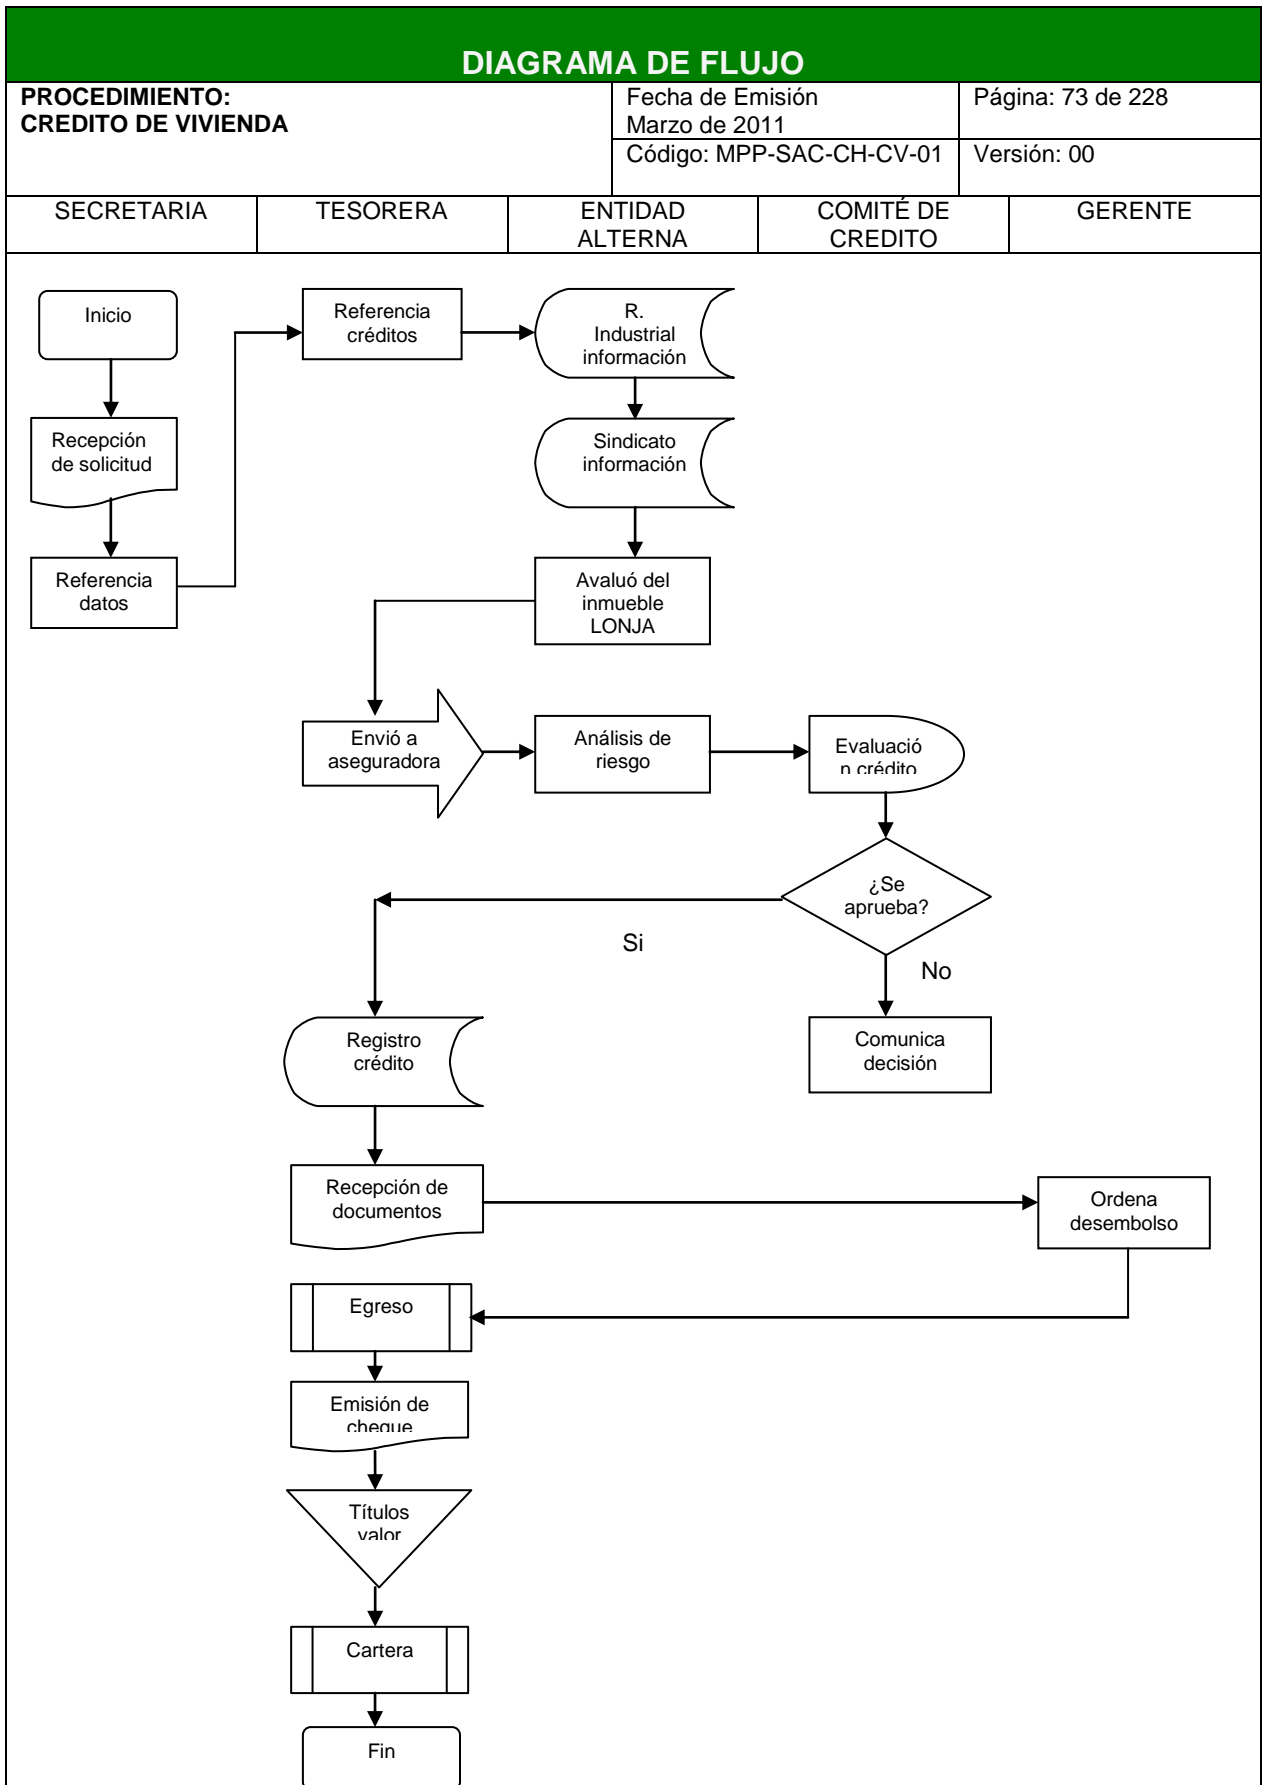 DIAGRAMA DE FLUJO
PROCEDIMIENTO:
CREDITO DE VIVIENDA
Fecha de Emisión
Marzo de 2011
Página: 73 de 228
Código: MPP-SAC-CH-CV-01
Versión: 00
SECRETARIA
TESORERA
ENTIDAD
ALTERNA
COMITÉ DE
CREDITO
GERENTE
Inicio
Referencia
créditos
R.
Industrial
información
Recepción
de solicitud
Sindicato
información
Referencia
datos
Avaluó del
inmueble
LONJA
Envió a
aseguradora
Análisis de
riesgo
Evaluació
n crédito
¿Se
aprueba?
Si
No
Registro
crédito
Comunica
decisión
Recepción de
documentos
Ordena
desembolso
Egreso
Emisión de
cheque
Títulos
valor
Cartera
Fin